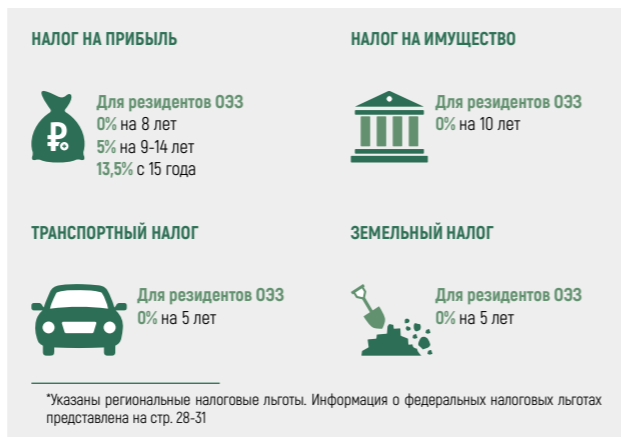 НАЛОГ НА ПРИБЫЛЬ
Для резидентов ОЭЗ
0% на 8 лет
5% на 9-14 лет
13,5% с 15 года
НАЛОГ НА ИМУЩЕСТВО
Для резидентов ОЭЗ
0% на 10 лет
ТРАНСПОРТНЫЙ НАЛОГ
Для резидентов ОЭЗ
0% на 5 лет
ЗЕМЕЛЬНЫЙ НАЛОГ
Для резидентов ОЭЗ
0% на 5 лет
*Указаны региональные налоговые льготы. Информация о федеральных налоговых льготах
представлена на стр. 28-31